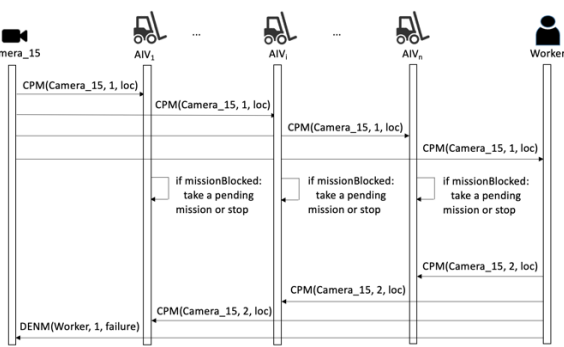 ... ...
mera_15 AIV1 AIVi AIVn Worker
CPM(Camera_15, 1, loc)
CPM(Camera_15, 1, loc)
CPM(Camera_15, 1, loc)
CPM(Camera_15, 1, loc)
if missionBlocked: if missionBlocked: if missionBlocked:
take a pending take a pending take a pending
mission or stop mission or stop mission or stop
CPM(Camera_15, 2, loc)
CPM(Camera_15, 2, loc)
CPM(Camera_15, 2, loc)
DENM(Worker, 1, failure)